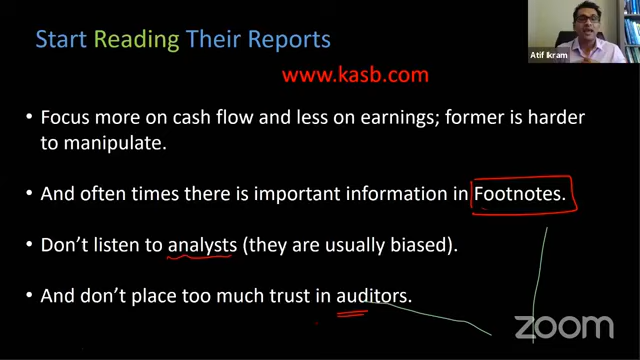 Start Reading Their Reports
Atif Ikram
www.kasb.com
• Focus more on cash flow and less on earnings; former is harder
to manipulate.
• And often times there is important information in Footnotes.
• Don't listen to analysts (they are usually biased).
• And don't place too much trust in auditors.
zoom